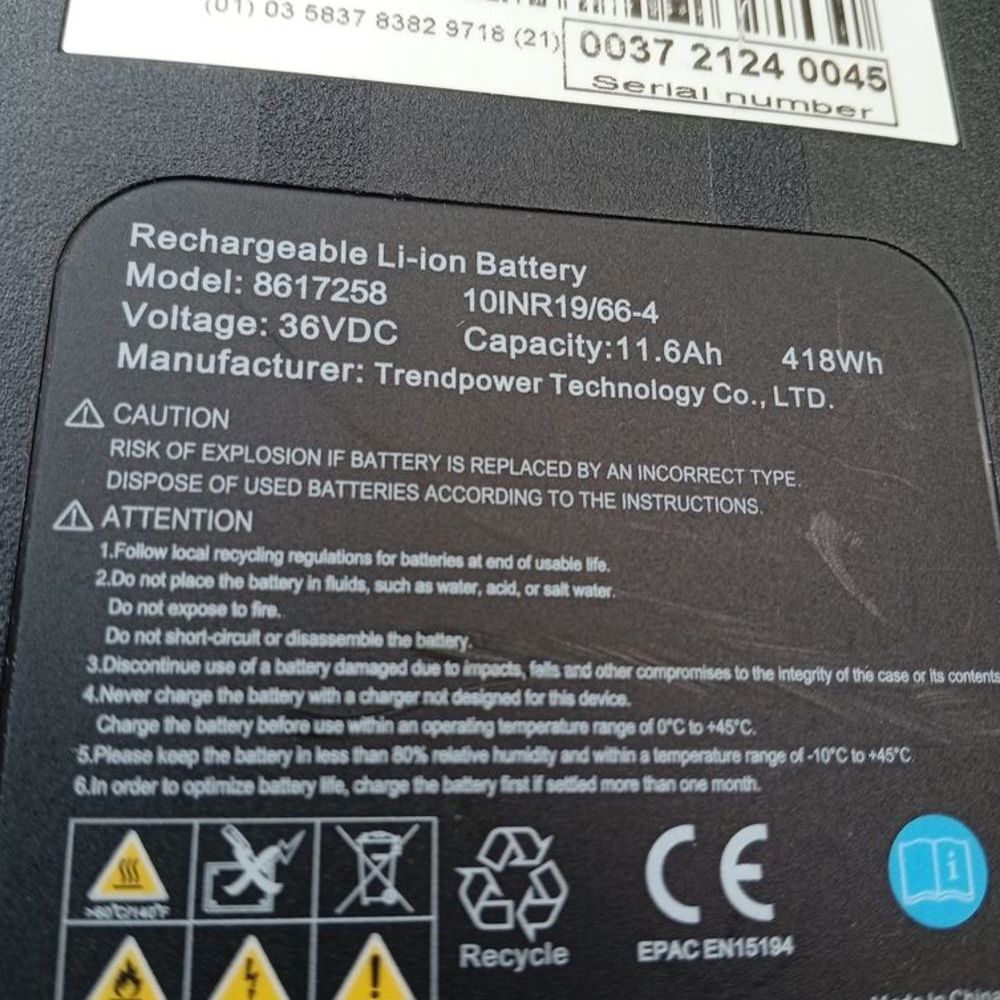 (01) 03 5837 8382 9718 (21)
0037 2124 0045
Serial number
Rechargeable Li-ion Battery
Model: 8617258 10INR19/66-4
Voltage: 36VDC Capacity:11.6Ah 418Wh
Manufacturer: Trendpower Technology Co., LTD.
CAUTION
RISK OF EXPLOSION IF BATTERY IS REPLACED BY AN INCORRECT TYPE.
DISPOSE OF USED BATTERIES ACCORDING TO THE INSTRUCTIONS.
ATTENTION
1.Follow local recycling regulations for batteries at end of usable life.
2.Do not place the battery in fluids, such as water, acid, or salt water.
Do not expose to fire.
Do not short-circuit or disassemble the battery.
3.Discontinue use of a battery damaged due to impacts, falls and other compromises to the integrity of the case or its contents
4.Never charge the battery with a charger not designed for this device.
Charge the battery before use within an operating temperature range of 0°C to +45°C.
5.Please keep the battery in less than 80% relative humidity and within a temperature range of -10°C to +45°C.
6.In order to optimize battery life, charge the battery first if settled more than one month.
>60°C/140°F
CE
Recycle
EPAC EN15194